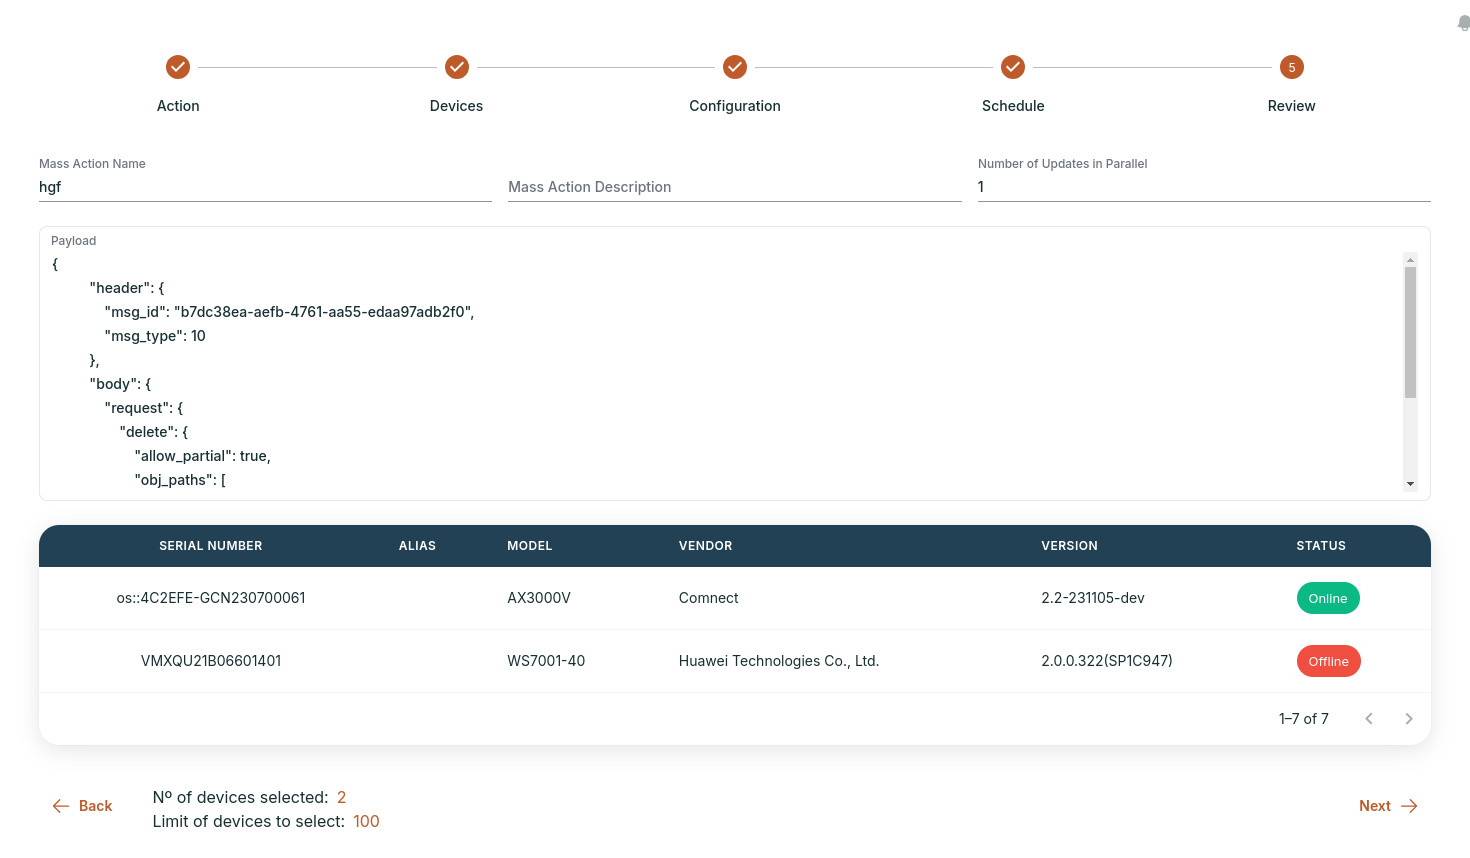 Action
Devices
Configuration
Schedule
5
Review
Mass Action Name
hgf
Mass Action Description
Number of Updates in Parallel
1
Payload
{
"header": {
"msg_id": "b7dc38ea-aefb-4761-aa55-edaa97adb2f0",
"msg_type": 10
},
"body": {
"request": {
"delete": {
"allow_partial": true,
"obj_paths": [
SERIAL NUMBER ALIAS MODEL VENDOR VERSION STATUS
os::4C2EFE-GCN230700061 AX3000V Comnect 2.2-231105-dev Online
VMXQU21B06601401 WS7001-40 Huawei Technologies Co., Ltd. 2.0.0.322(SP1C947) Offline
1–7 of 7
Back
Nº of devices selected: 2
Limit of devices to select: 100
Next